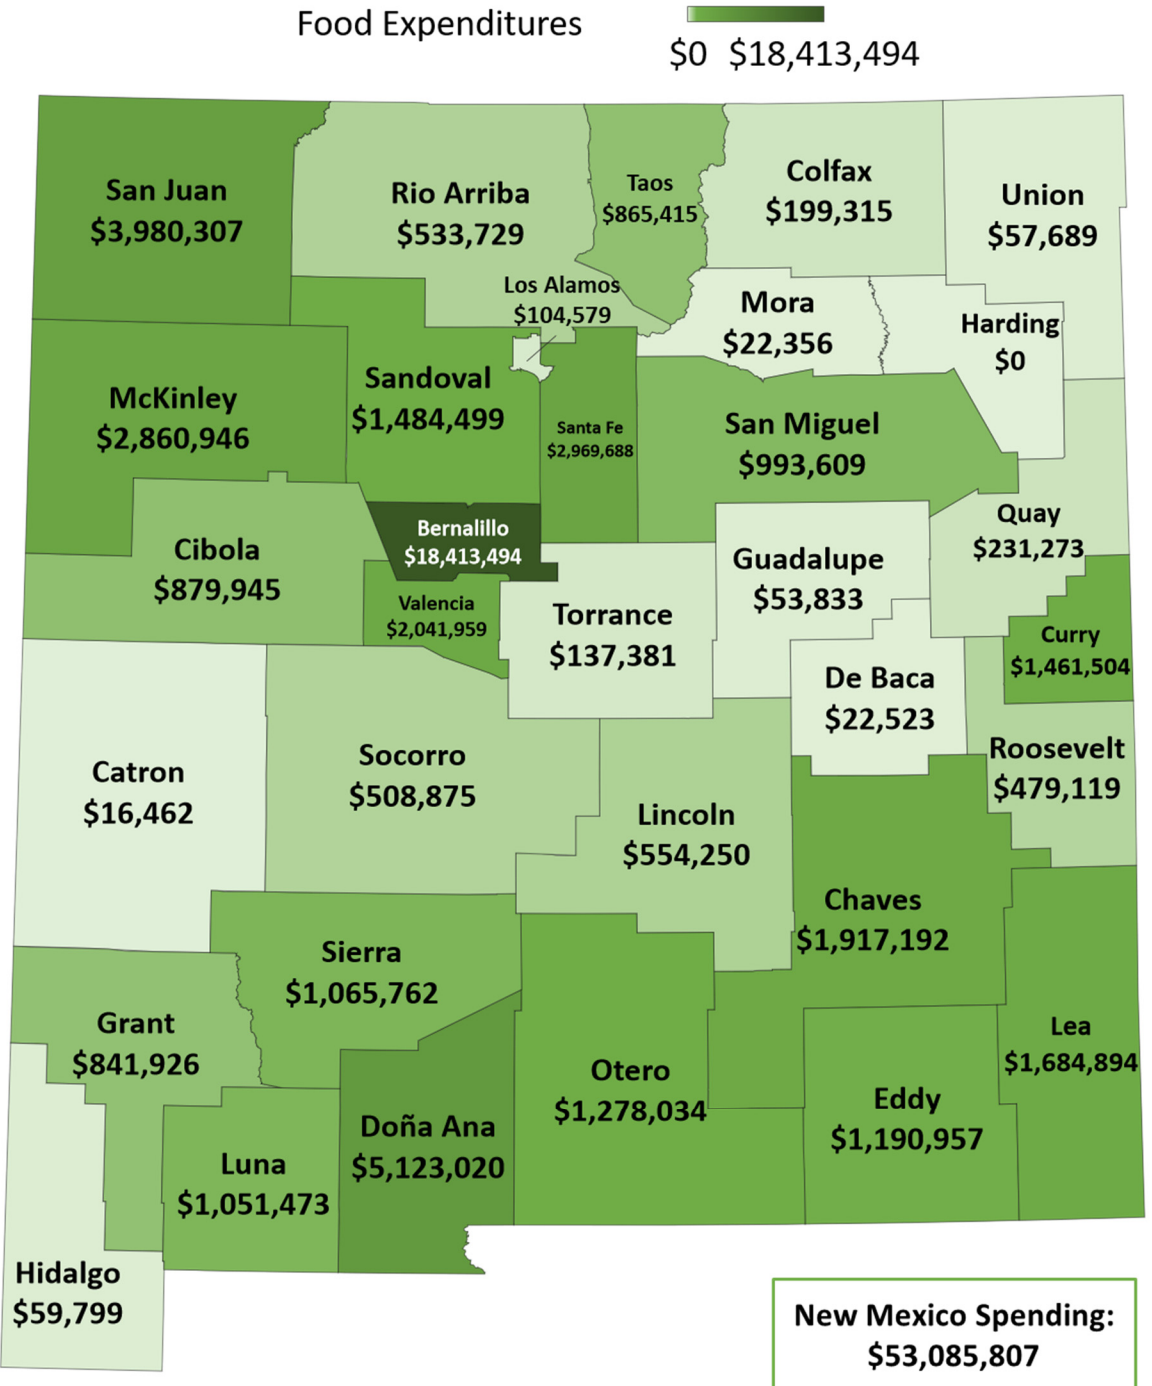 Food Expenditures
$0 $18,413,494
San Juan
$3,980,307
Rio Arriba
$533,729
Taos
$865,415
Colfax
$199,315
Union
$57,689
Los Alamos
$104,579
Mora
$22,356
Harding
$0
McKinley
$2,860,946
Sandoval
$1,484,499
Santa Fe
$2,969,688
San Miguel
$993,609
Quay
$231,273
Cibola
$879,945
Bernalillo
$18,413,494
Valencia
$2,041,959
Torrance
$137,381
Guadalupe
$53,833
Curry
$1,461,504
De Baca
$22,523
Roosevelt
$479,119
Catron
$16,462
Socorro
$508,875
Lincoln
$554,250
Chaves
$1,917,192
Sierra
$1,065,762
Grant
$841,926
Otero
$1,278,034
Lea
$1,684,894
Eddy
$1,190,957
Doña Ana
$5,123,020
Luna
$1,051,473
Hidalgo
$59,799
New Mexico Spending:
$53,085,807